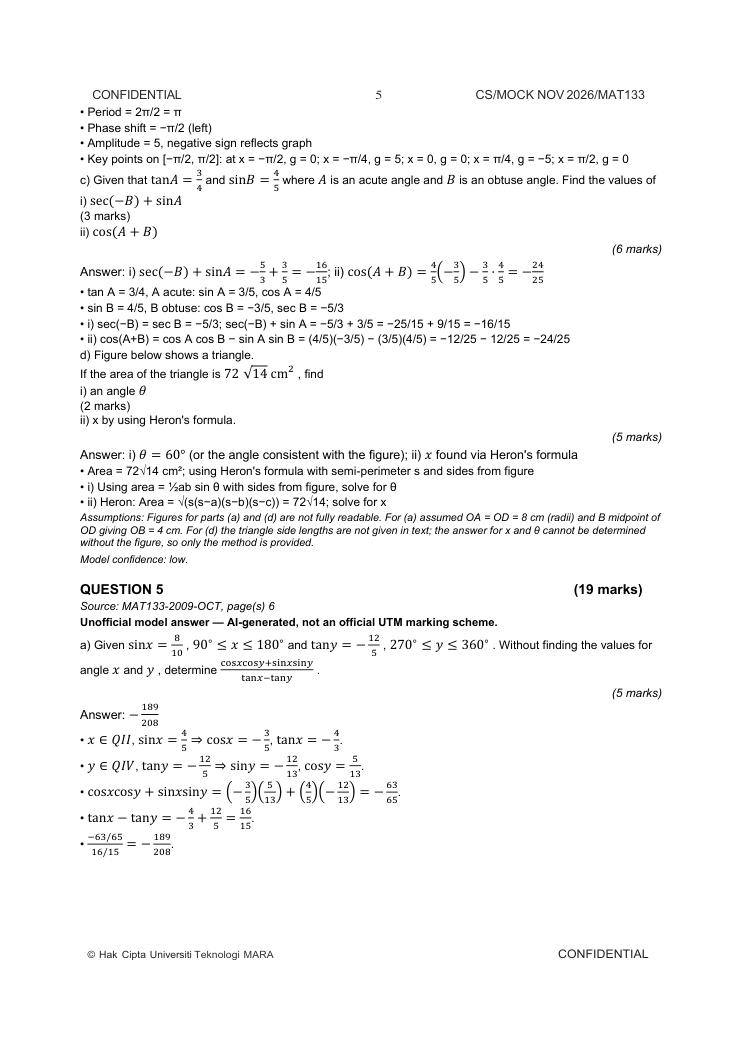 CONFIDENTIAL 5 CS/MOCK NOV 2026/MAT133
• Period = 2π/2 = π
• Phase shift = −π/2 (left)
• Amplitude = 5, negative sign reflects graph
• Key points on [−π/2, π/2]: at x = −π/2, g = 0; x = −π/4, g = 5; x = 0, g = 0; x = π/4, g = −5; x = π/2, g = 0
c) Given that tanA = 3/4 and sinB = 4/5 where A is an acute angle and B is an obtuse angle. Find the values of
i) sec(−B) + sinA
(3 marks)
ii) cos(A + B)
(6 marks)
Answer: i) sec(−B) + sinA = −5/3 + 3/5 = −16/15; ii) cos(A + B) = 4/5(−3/5) − 3/5 · 4/5 = −24/25
• tan A = 3/4, A acute: sin A = 3/5, cos A = 4/5
• sin B = 4/5, B obtuse: cos B = −3/5, sec B = −5/3
• i) sec(−B) = sec B = −5/3; sec(−B) + sin A = −5/3 + 3/5 = −25/15 + 9/15 = −16/15
• ii) cos(A+B) = cos A cos B − sin A sin B = (4/5)(−3/5) − (3/5)(4/5) = −12/25 − 12/25 = −24/25
d) Figure below shows a triangle.
If the area of the triangle is 72 √14 cm² , find
i) an angle θ
(2 marks)
ii) x by using Heron's formula.
(5 marks)
Answer: i) θ = 60° (or the angle consistent with the figure); ii) x found via Heron's formula
• Area = 72√14 cm²; using Heron's formula with semi-perimeter s and sides from figure
• i) Using area = ½ab sin θ with sides from figure, solve for θ
• ii) Heron: Area = √(s(s−a)(s−b)(s−c)) = 72√14; solve for x
Assumptions: Figures for parts (a) and (d) are not fully readable. For (a) assumed OA = OD = 8 cm (radii) and B midpoint of
OD giving OB = 4 cm. For (d) the triangle side lengths are not given in text; the answer for x and θ cannot be determined
without the figure, so only the method is provided.
Model confidence: low.
QUESTION 5 (19 marks)
Source: MAT133-2009-OCT, page(s) 6
Unofficial model answer — AI-generated, not an official UTM marking scheme.
a) Given sinx = 8/10 , 90° ≤ x ≤ 180° and tany = −12/5 , 270° ≤ y ≤ 360° . Without finding the values for
angle x and y , determine (cosxcosy+sinxsiny)/(tanx−tany) .
(5 marks)
Answer: −189/208
• x ∈ QII, sinx = 4/5 ⇒ cosx = −3/5, tanx = −4/3.
• y ∈ QIV, tany = −12/5 ⇒ siny = −12/13, cosy = 5/13.
• cosxcosy + sinxsiny = (−3/5)(5/13) + (4/5)(−12/13) = −63/65.
• tanx − tany = −4/3 + 12/5 = 16/15.
• (−63/65)/(16/15) = −189/208.
© Hak Cipta Universiti Teknologi MARA CONFIDENTIAL